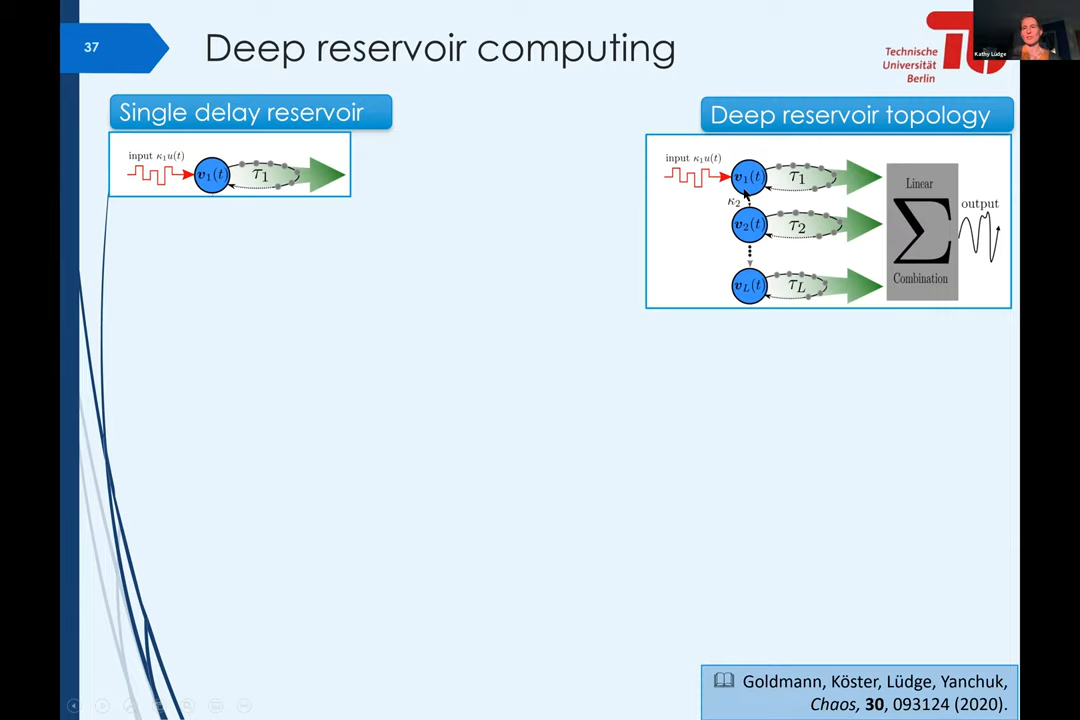 37
Deep reservoir computing
Technische
Universität
Berlin
Kathy Lüdge
Single delay reservoir
input κ₁u(t)
v₁(t)
τ₁
Deep reservoir topology
input κ₁u(t)
v₁(t)
τ₁
κ₂
v₂(t)
τ₂
v_L(t)
τ_L
Linear
Σ
Combination
output
Goldmann, Köster, Lüdge, Yanchuk,
Chaos, 30, 093124 (2020).